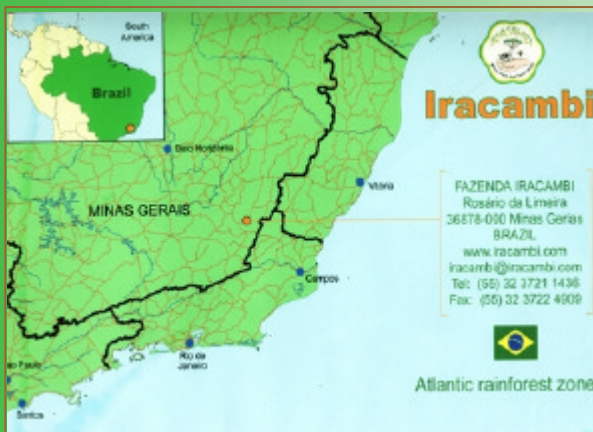 South
America
Brazil
Iracambi
Belo Horizonte
MINAS GERAIS
Vitoria
FAZENDA IRACAMBI
Rosário da Limeira
36878-000 Minas Gerias
BRAZIL
www.iracambi.com
iracambi@iracambi.com
Tel: (55) 32 3721 1436
Fax: (55) 32 3722 4909
Campos
Rio de
Janeiro
Paulo
Santos
Atlantic rainforest zone